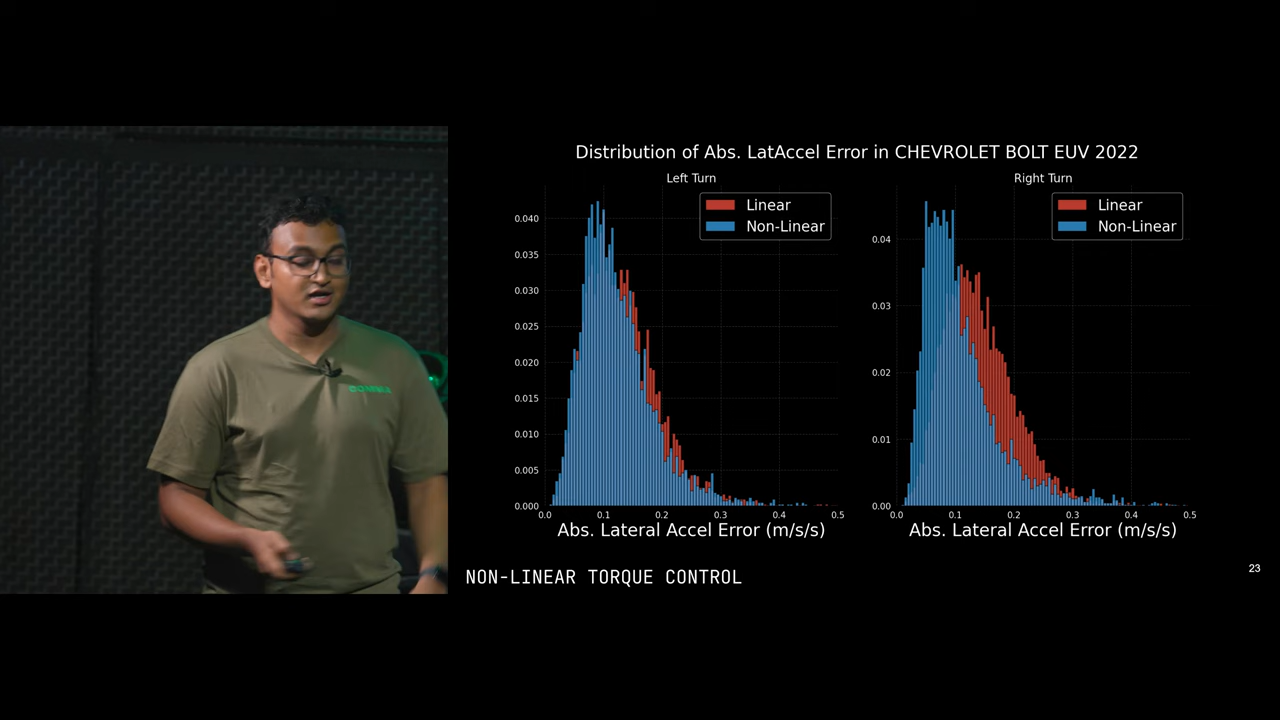 Distribution of Abs. LatAccel Error in CHEVROLET BOLT EUV 2022
Left Turn
Linear
Non-Linear
0.040
0.035
0.030
0.025
0.020
0.015
0.010
0.005
0.000
0.0 0.1 0.2 0.3 0.4 0.5
Abs. Lateral Accel Error (m/s/s)
Right Turn
Linear
Non-Linear
0.04
0.03
0.02
0.01
0.00
0.0 0.1 0.2 0.3 0.4 0.5
Abs. Lateral Accel Error (m/s/s)
NON-LINEAR TORQUE CONTROL
23